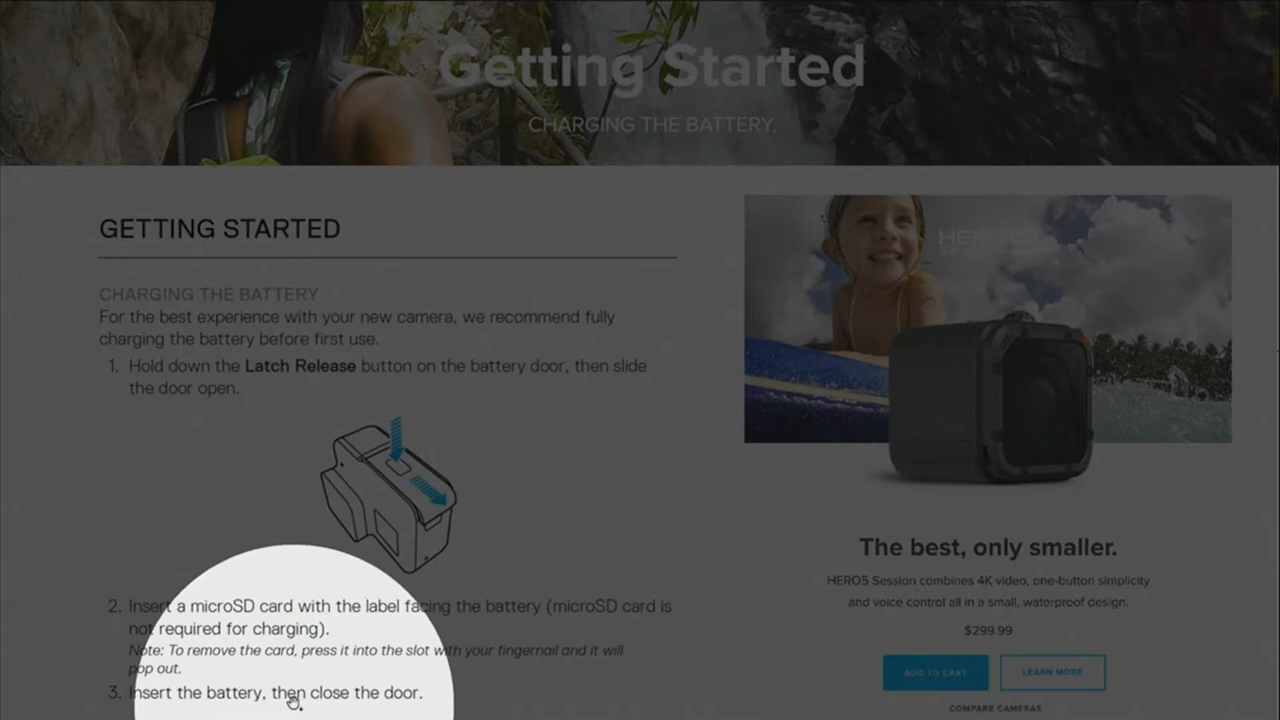 Getting Started
CHARGING THE BATTERY.
GETTING STARTED
CHARGING THE BATTERY
For the best experience with your new camera, we recommend fully
charging the battery before first use.
1. Hold down the Latch Release button on the battery door, then slide
the door open.
2. Insert a microSD card with the label facing the battery (microSD card is
not required for charging).
Note: To remove the card, press it into the slot with your fingernail and it will
pop out.
3. Insert the battery, then close the door.
The best, only smaller.
HERO5 Session combines 4K video, one-button simplicity
and voice control all in a small, waterproof design.
$299.99
ADD TO CART
LEARN MORE
COMPARE CAMERAS